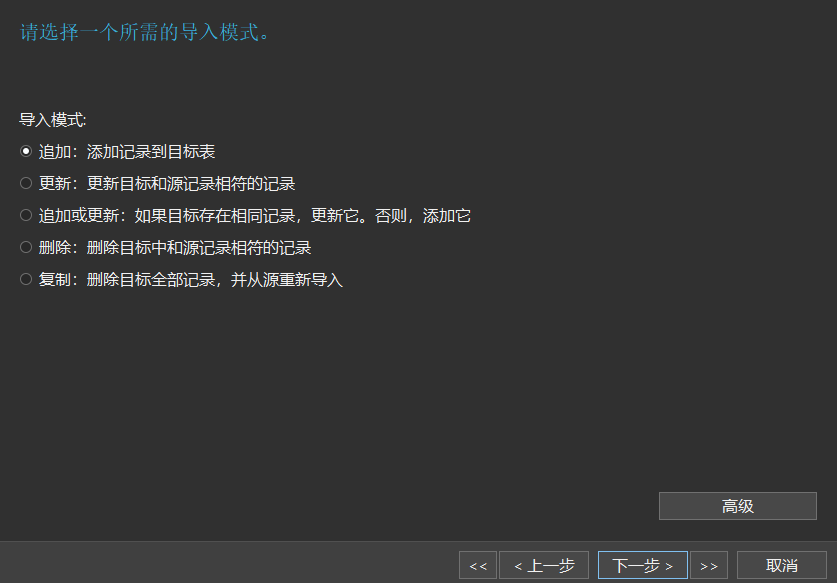 请选择一个所需的导入模式。
导入模式:
追加：添加记录到目标表
更新：更新目标和源记录相符的记录
追加或更新：如果目标存在相同记录，更新它。否则，添加它
删除：删除目标中和源记录相符的记录
复制：删除目标全部记录，并从源重新导入
高级
<< < 上一步 下一步 > >> 取消